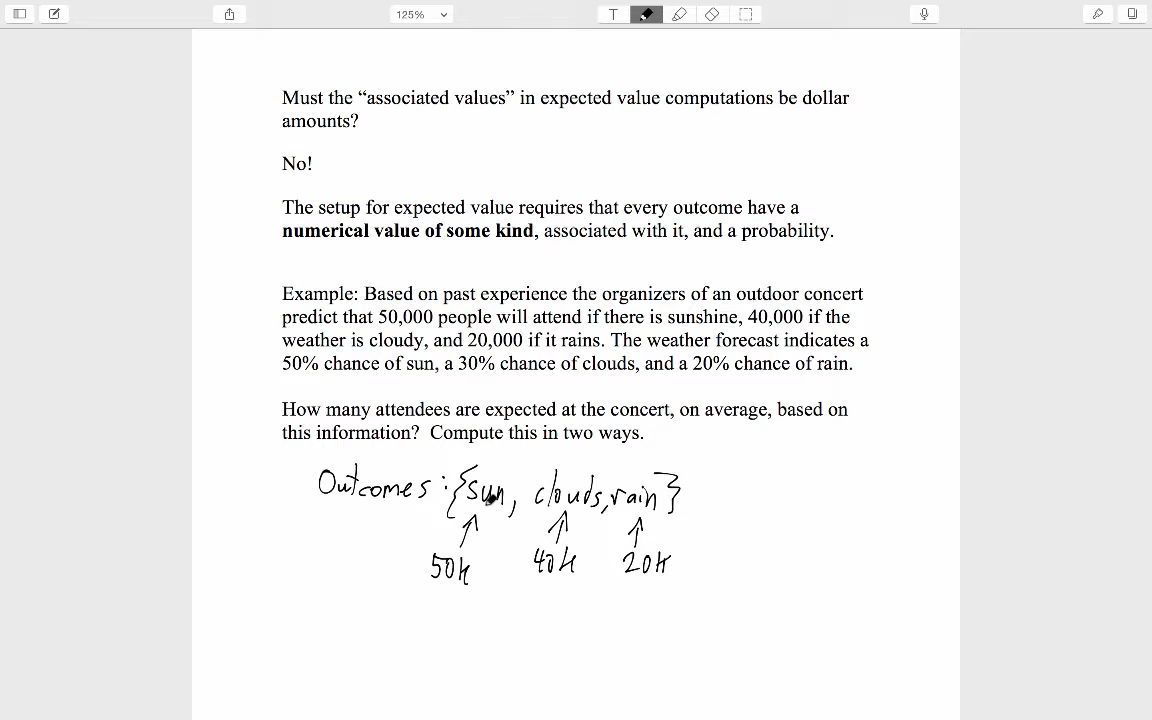 125%
T
Must the “associated values” in expected value computations be dollar
amounts?
No!
The setup for expected value requires that every outcome have a
numerical value of some kind, associated with it, and a probability.
Example: Based on past experience the organizers of an outdoor concert
predict that 50,000 people will attend if there is sunshine, 40,000 if the
weather is cloudy, and 20,000 if it rains. The weather forecast indicates a
50% chance of sun, a 30% chance of clouds, and a 20% chance of rain.
How many attendees are expected at the concert, on average, based on
this information?  Compute this in two ways.
Outcomes : {sun, clouds, rain}
50k 40k 20k